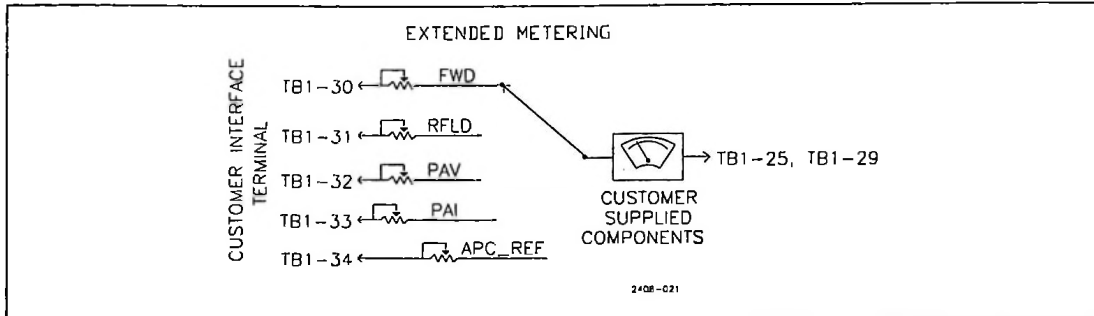 EXTENDED METERING
CUSTOMER INTERFACE
TERMINAL
TB1-30 FWD
TB1-31 RFLD
TB1-32 PAV
TB1-33 PAI
TB1-34 APC_REF
TB1-25, TB1-29
CUSTOMER
SUPPLIED
COMPONENTS
2408-021